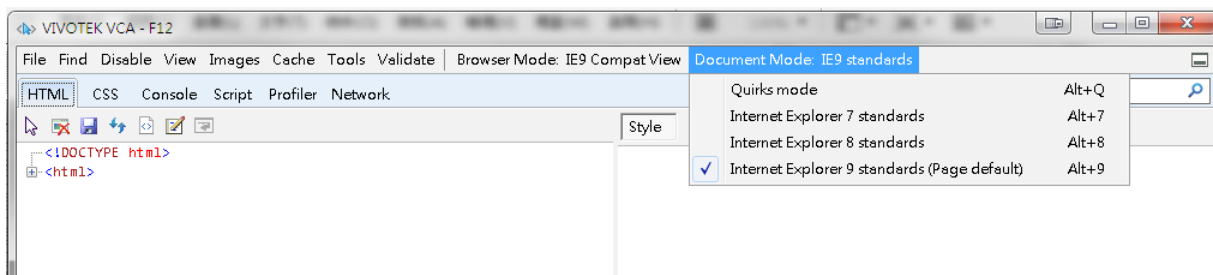 VIVOTEK VCA - F12
File Find Disable View Images Cache Tools Validate Browser Mode: IE9 Compat View Document Mode: IE9 standards
HTML CSS Console Script Profiler Network
Quirks mode Alt+Q
Internet Explorer 7 standards Alt+7
Style
Internet Explorer 8 standards Alt+8
<!DOCTYPE html>
Internet Explorer 9 standards (Page default) Alt+9
<html>